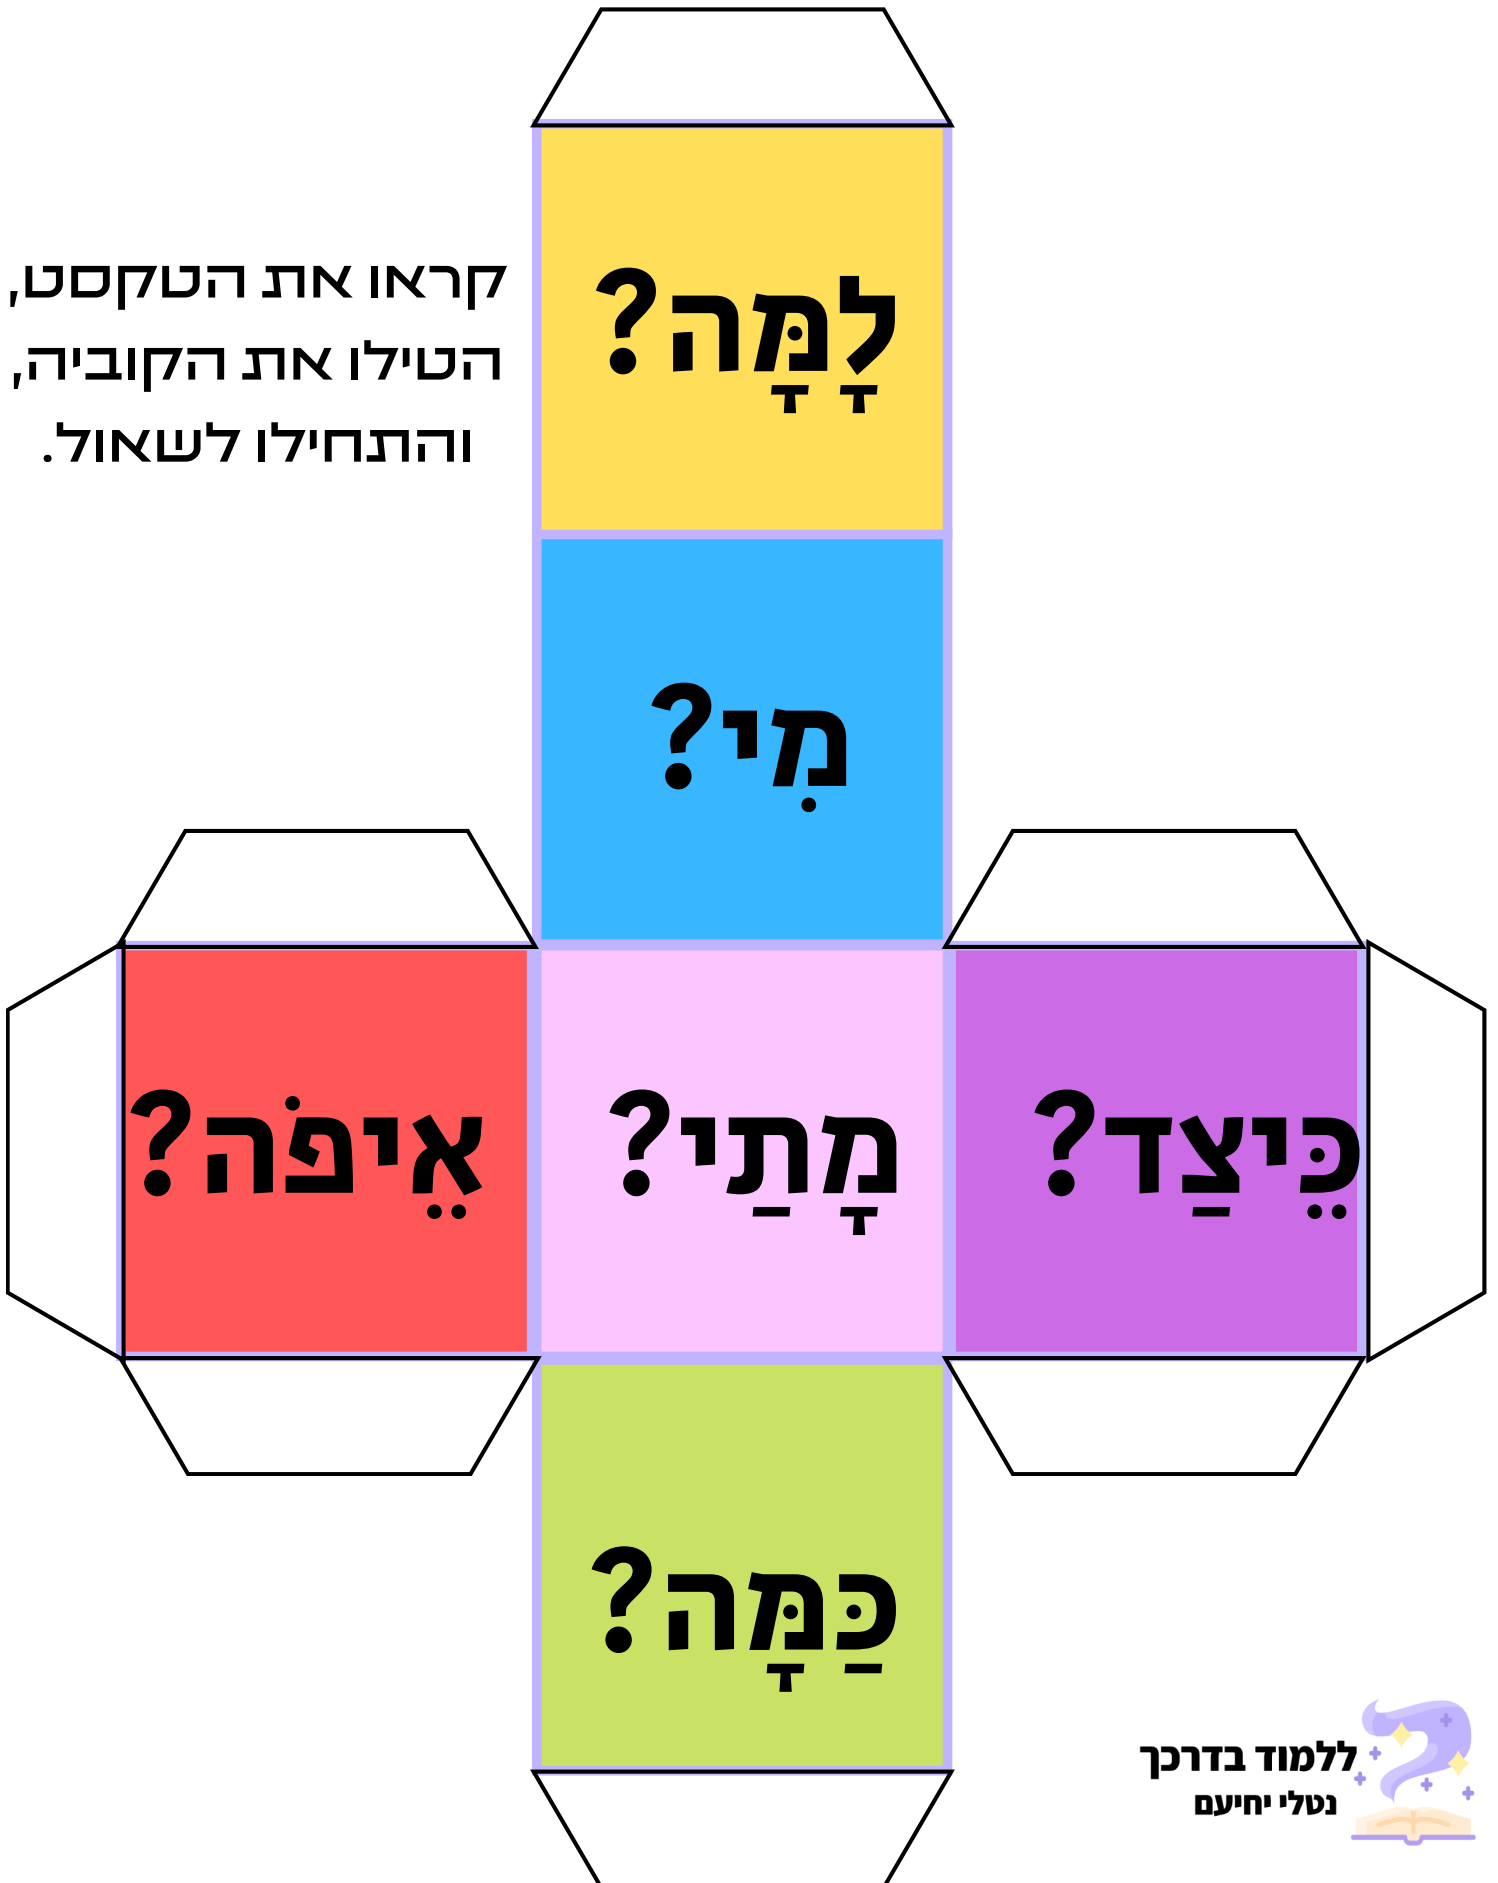 קראו את הטקסט,
הטילו את הקוביה,
והתחילו לשאול.
לָמָּה?
מִי?
כֵּיצַד?
מָתַי?
אֵיפֹה?
כַּמָּה?
ללמוד בדרכך
נטלי יחיעם